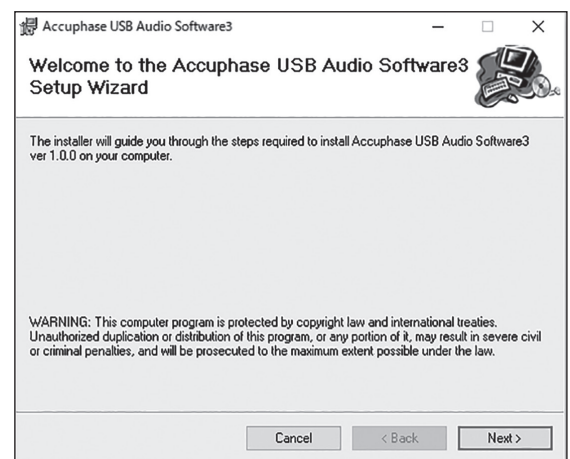 Accuphase USB Audio Software3
Welcome to the Accuphase USB Audio Software3
Setup Wizard
The installer will guide you through the steps required to install Accuphase USB Audio Software3
ver 1.0.0 on your computer.
WARNING: This computer program is protected by copyright law and international treaties.
Unauthorized duplication or distribution of this program, or any portion of it, may result in severe civil
or criminal penalties, and will be prosecuted to the maximum extent possible under the law.
Cancel < Back Next >